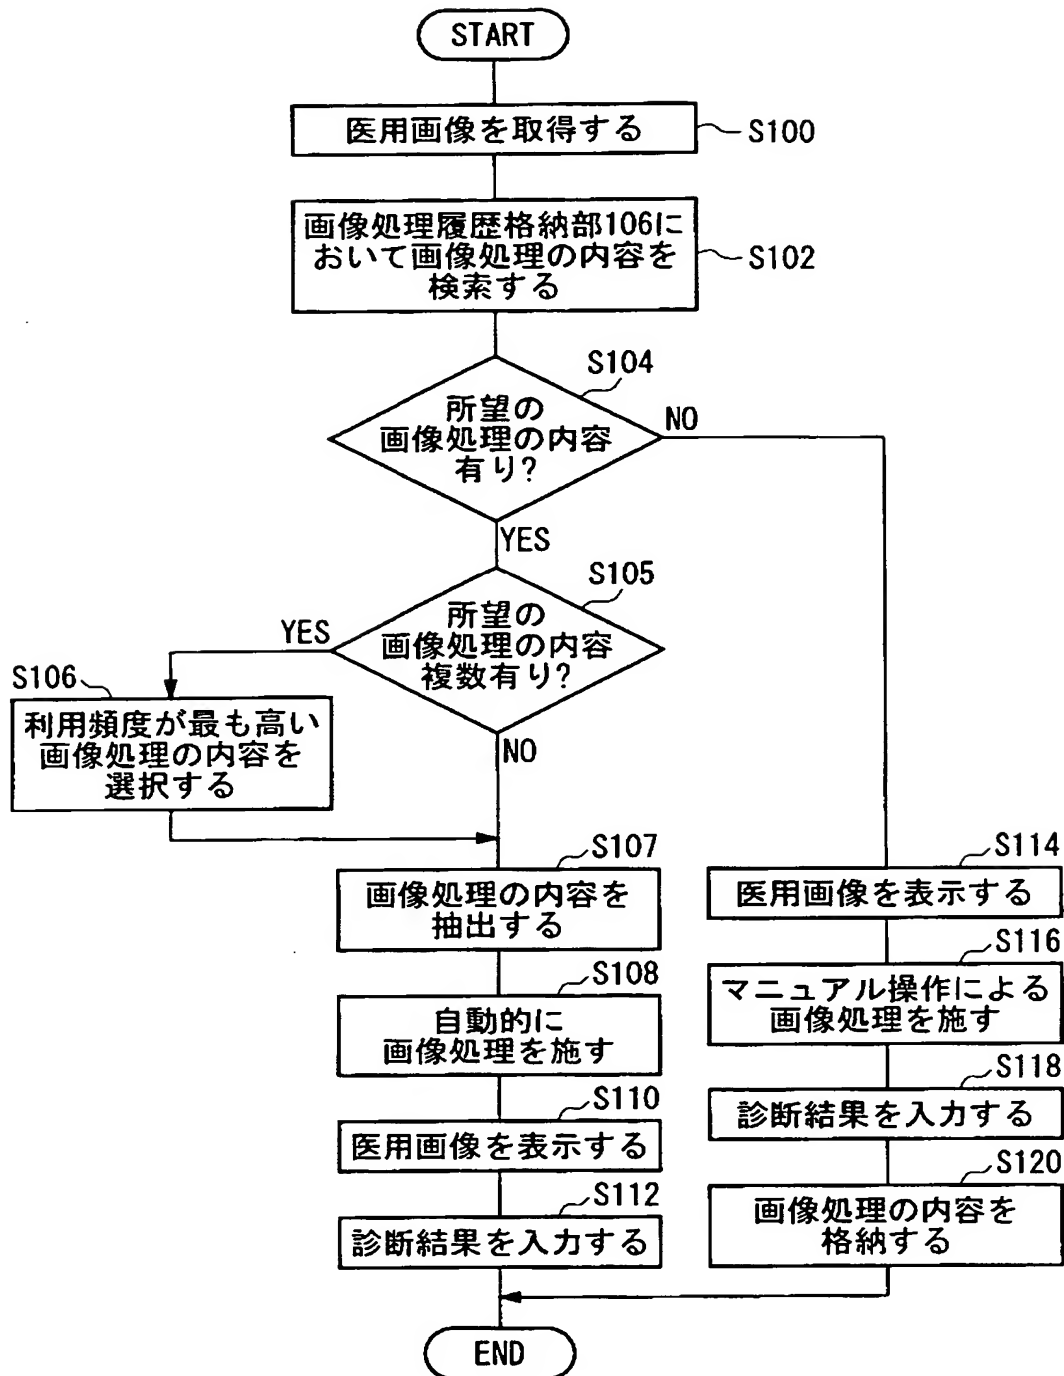 START
医用画像を取得する
S100
画像処理履歴格納部106に
おいて画像処理の内容を
検索する
S102
S104
所望の
画像処理の内容
有り?
NO
YES
S105
所望の
画像処理の内容
複数有り?
YES
S106
利用頻度が最も高い
画像処理の内容を
選択する
NO
S107
画像処理の内容を
抽出する
S108
自動的に
画像処理を施す
S110
医用画像を表示する
S112
診断結果を入力する
S114
医用画像を表示する
S116
マニュアル操作による
画像処理を施す
S118
診断結果を入力する
S120
画像処理の内容を
格納する
END